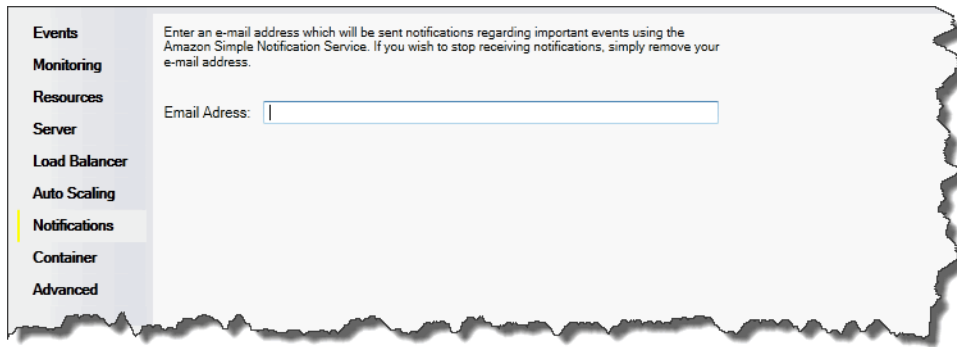 Events
Monitoring
Resources
Server
Load Balancer
Auto Scaling
Notifications
Container
Advanced
Enter an e-mail address which will be sent notifications regarding important events using the
Amazon Simple Notification Service. If you wish to stop receiving notifications, simply remove your
e-mail address.
Email Adress: